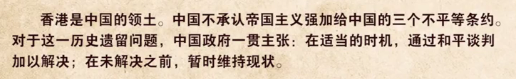 香港是中国的领土。中国不承认帝国主义强加给中国的三个不平等条约。
对于这一历史遗留问题，中国政府一贯主张：在适当的时机，通过和平谈判
加以解决；在未解决之前，暂时维持现状。